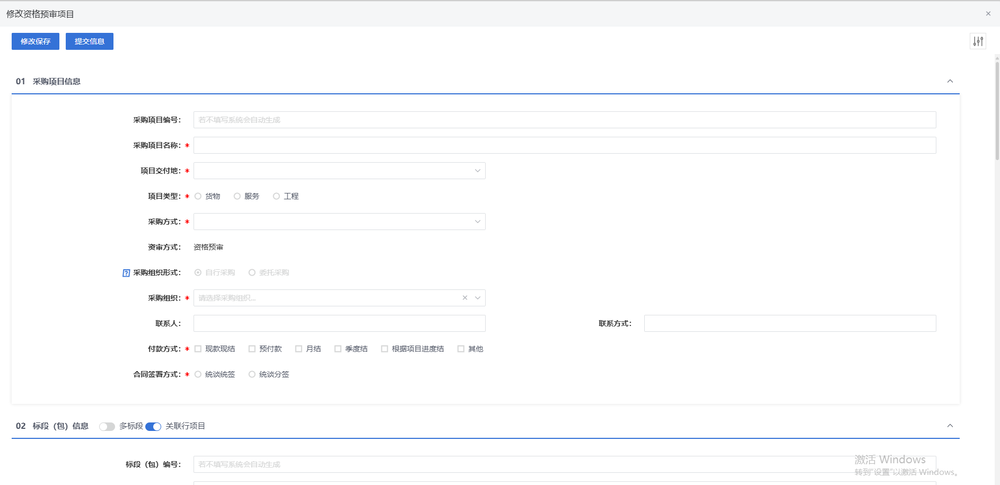 修改资格预审项目
修改保存 提交信息
01 采购项目信息
采购项目编号： 若不填写系统会自动生成
采购项目名称：*
项目交付地：*
项目类型：* 货物 服务 工程
采购方式：*
资审方式： 资格预审
? 采购组织形式： 自行采购 委托采购
采购组织：* 请选择采购组织...
联系人： 联系方式：
付款方式：* 现款现结 预付款 月结 季度结 根据项目进度结 其他
合同签署方式：* 统谈统签 统谈分签
02 标段（包）信息 多标段 关联行项目
标段（包）编号： 若不填写系统会自动生成
激活 Windows
转到"设置"以激活 Windows。